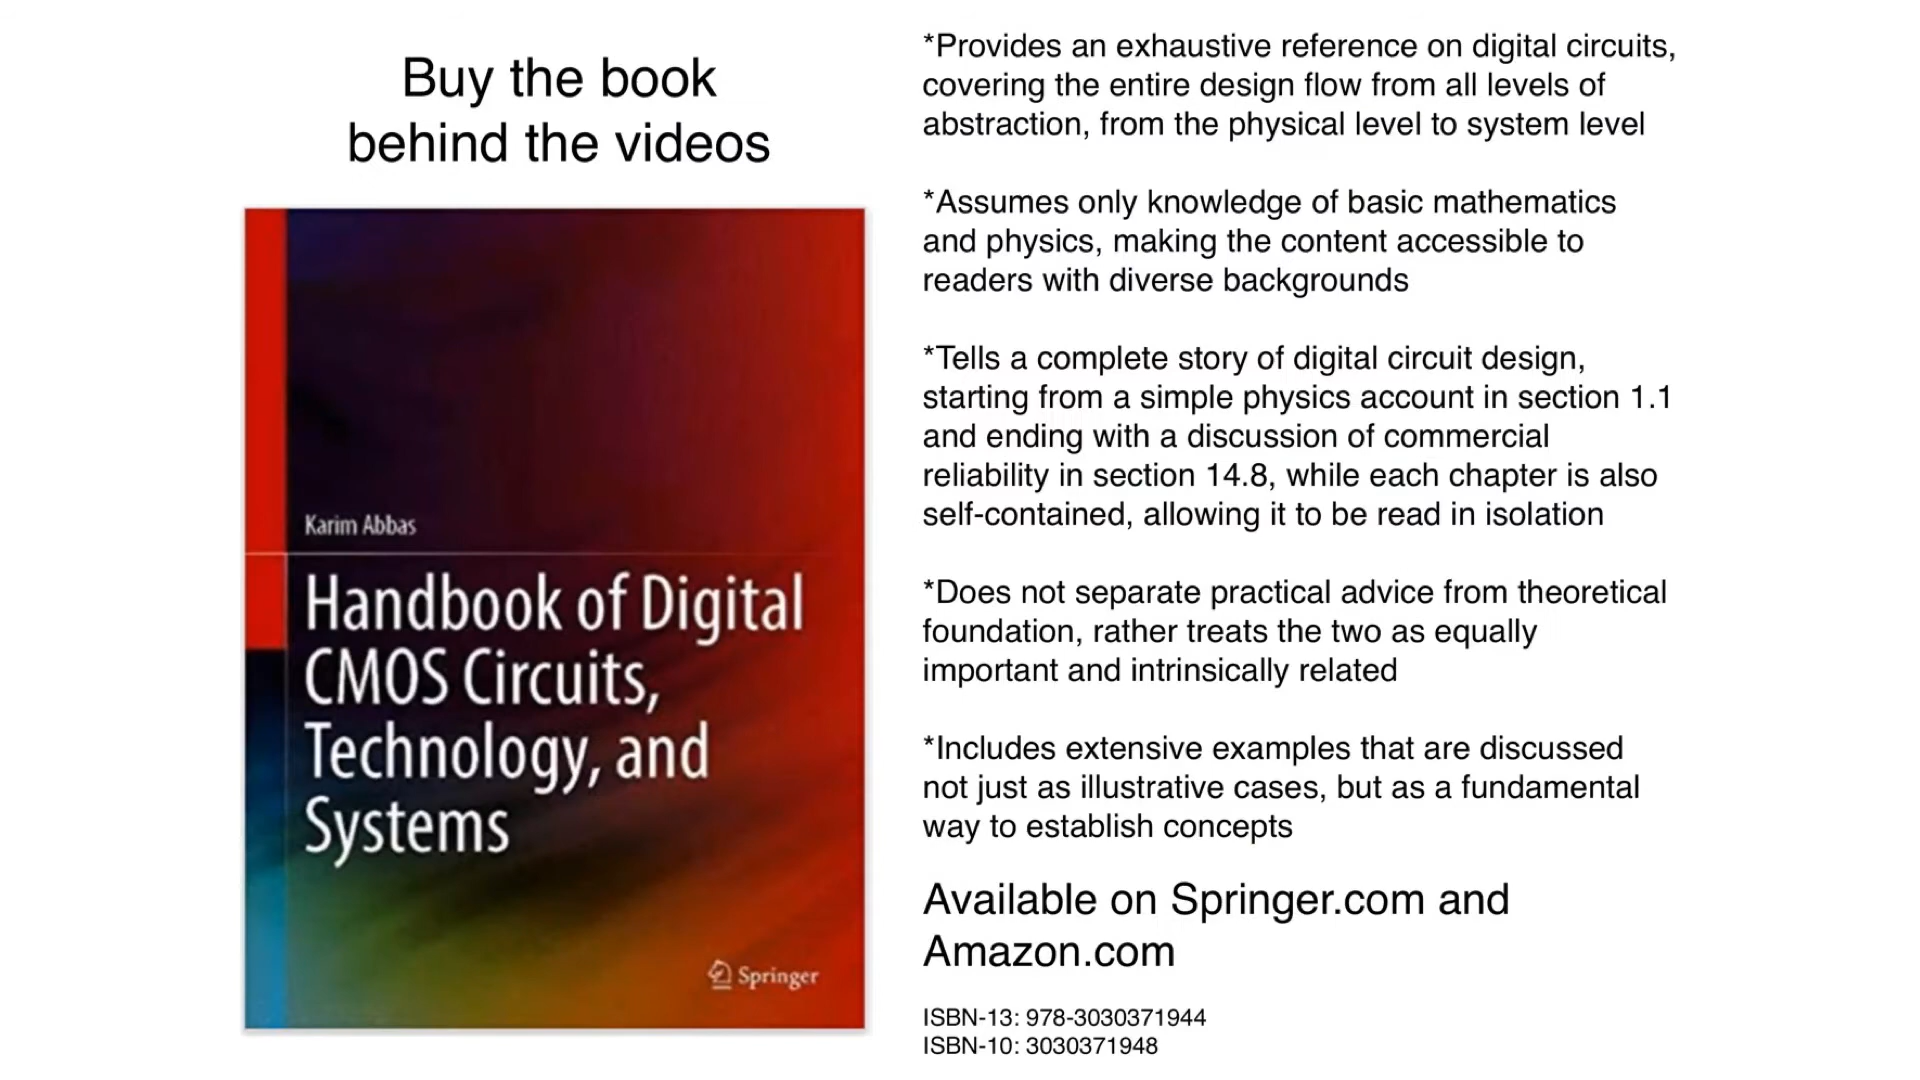 Buy the book
behind the videos
Karim Abbas
Handbook of Digital
CMOS Circuits,
Technology, and
Systems
Springer
*Provides an exhaustive reference on digital circuits,
covering the entire design flow from all levels of
abstraction, from the physical level to system level
*Assumes only knowledge of basic mathematics
and physics, making the content accessible to
readers with diverse backgrounds
*Tells a complete story of digital circuit design,
starting from a simple physics account in section 1.1
and ending with a discussion of commercial
reliability in section 14.8, while each chapter is also
self-contained, allowing it to be read in isolation
*Does not separate practical advice from theoretical
foundation, rather treats the two as equally
important and intrinsically related
*Includes extensive examples that are discussed
not just as illustrative cases, but as a fundamental
way to establish concepts
Available on Springer.com and
Amazon.com
ISBN-13: 978-3030371944
ISBN-10: 3030371948